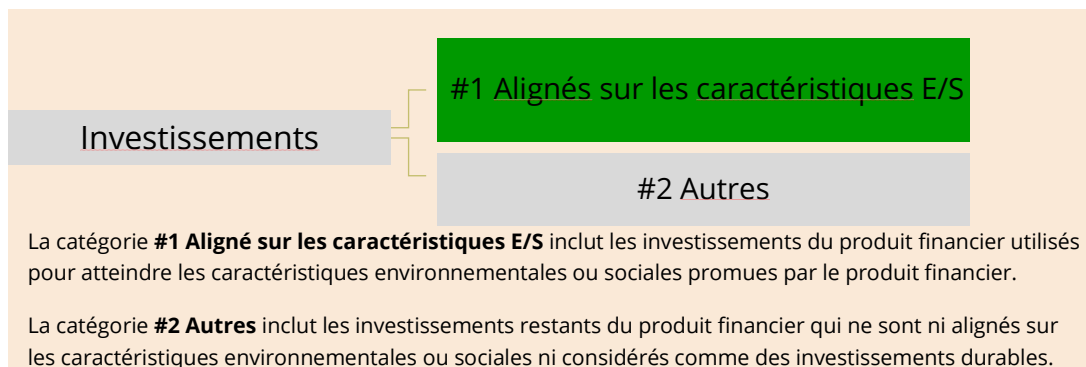 #1 Alignés sur les caractéristiques E/S
Investissements
#2 Autres
La catégorie #1 Aligné sur les caractéristiques E/S inclut les investissements du produit financier utilisés
pour atteindre les caractéristiques environnementales ou sociales promues par le produit financier.
La catégorie #2 Autres inclut les investissements restants du produit financier qui ne sont ni alignés sur
les caractéristiques environnementales ou sociales ni considérés comme des investissements durables.